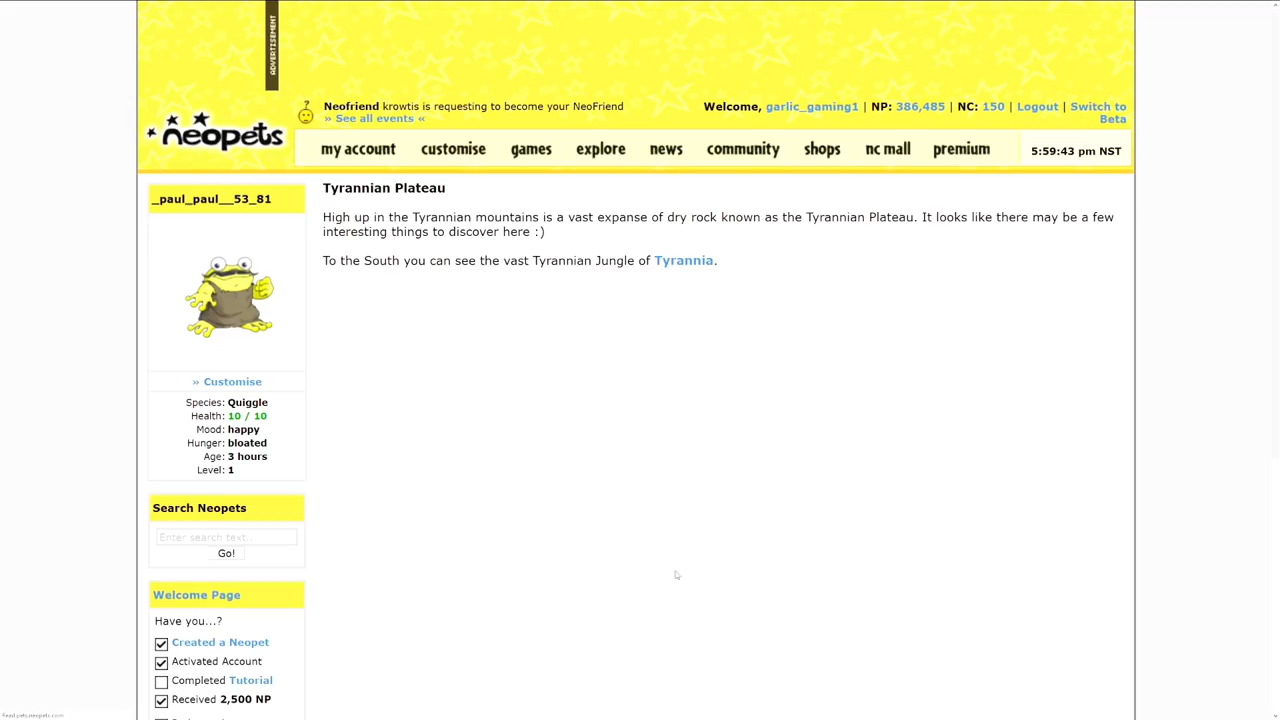 ADVERTISEMENT
Neofriend krowtis is requesting to become your NeoFriend
» See all events «
Welcome, garlic_gaming1 | NP: 386,485 | NC: 150 | Logout | Switch to
Beta
neopets
my account
customise
games
explore
news
community
shops
nc mall
premium
5:59:43 pm NST
_paul_paul__53_81
» Customise
Species: Quiggle
Health: 10 / 10
Mood: happy
Hunger: bloated
Age: 3 hours
Level: 1
Search Neopets
Enter search text...
Go!
Welcome Page
Have you...?
Created a Neopet
Activated Account
Completed Tutorial
Received 2,500 NP
Tyrannian Plateau
High up in the Tyrannian mountains is a vast expanse of dry rock known as the Tyrannian Plateau. It looks like there may be a few
interesting things to discover here :)
To the South you can see the vast Tyrannian Jungle of Tyrannia.
Read pets.neopets.com